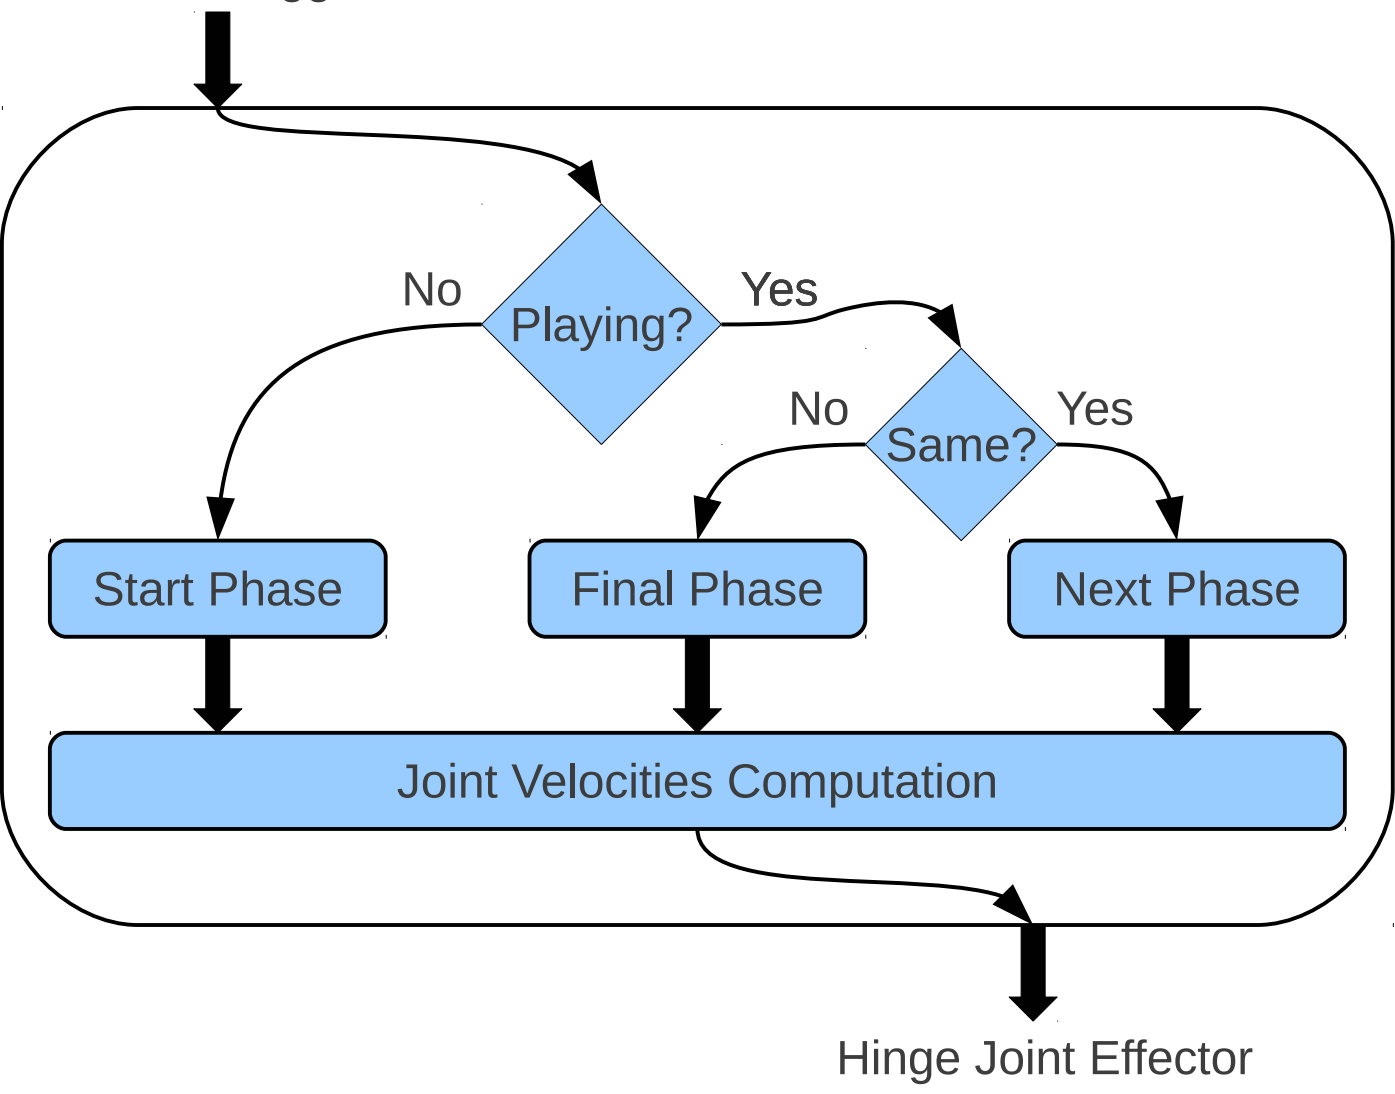 No
Yes
Playing?
No
Yes
Same?
Start Phase
Final Phase
Next Phase
Joint Velocities Computation
Hinge Joint Effector